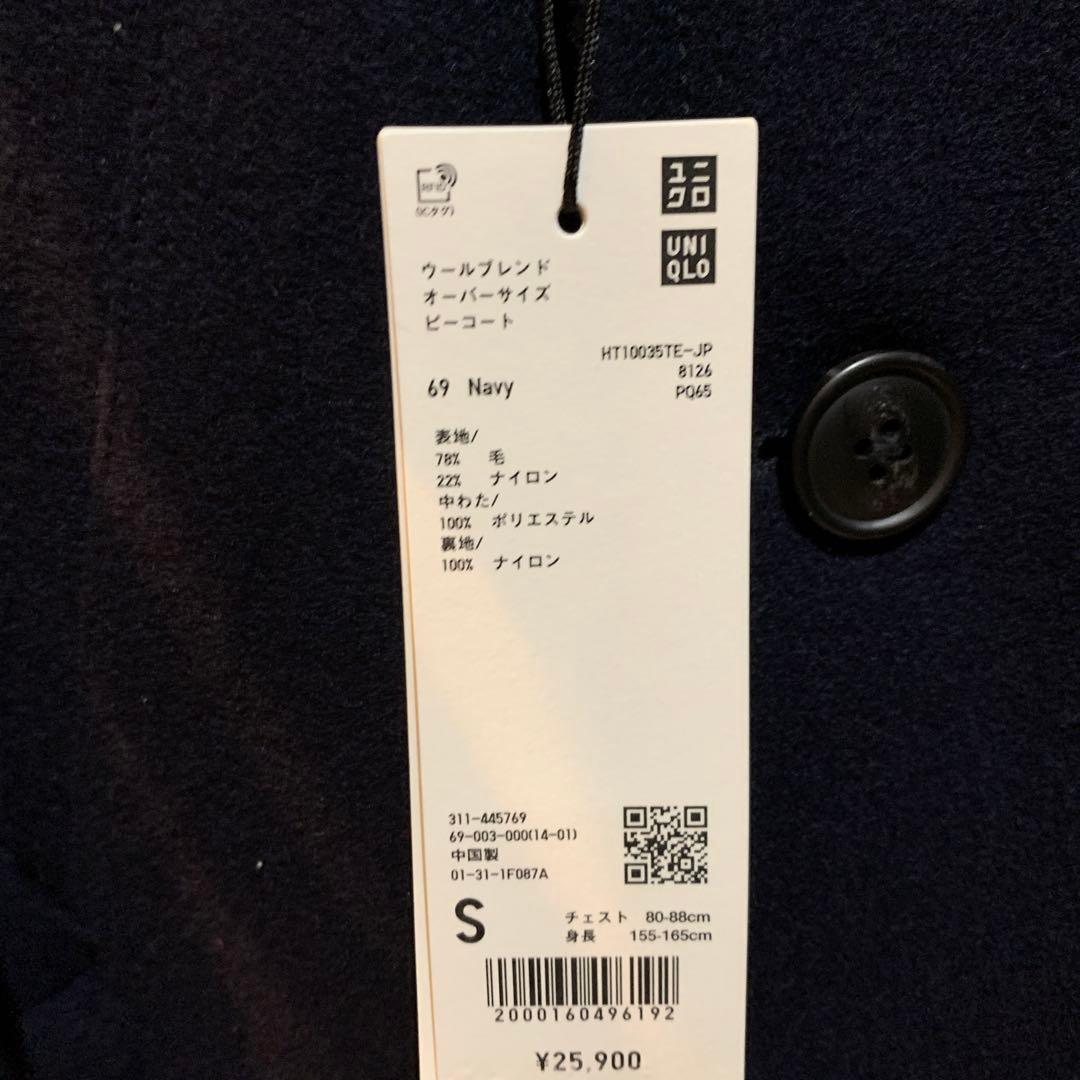 RFID
(ICタグ)
ユニ
クロ
UNI
QLO
ウールブレンド
オーバーサイズ
ピーコート
HT10035TE-JP
8126
PQ65
69 Navy
表地/
78% 毛
22% ナイロン
中わた/
100% ポリエステル
裏地/
100% ナイロン
311-445769
69-003-000(14-01)
中国製
01-31-1F087A
S
チェスト 80-88cm
身長 155-165cm
2000160496192
¥25,900